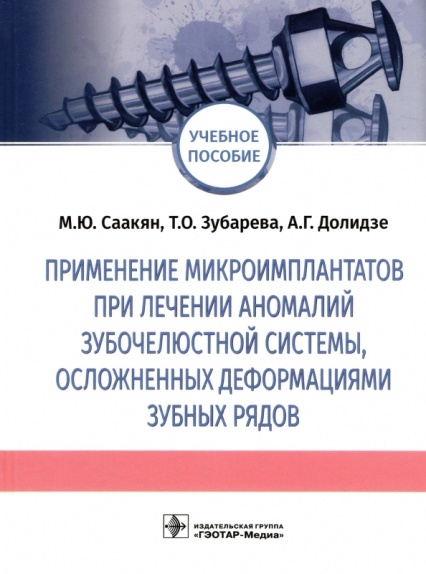 УЧЕБНОЕ
ПОСОБИЕ
М.Ю. Саакян, Т.О. Зубарева, А.Г. Долидзе
ПРИМЕНЕНИЕ МИКРОИМПЛАНТАТОВ
ПРИ ЛЕЧЕНИИ АНОМАЛИЙ
ЗУБОЧЕЛЮСТНОЙ СИСТЕМЫ,
ОСЛОЖНЕННЫХ ДЕФОРМАЦИЯМИ
ЗУБНЫХ РЯДОВ
ИЗДАТЕЛЬСКАЯ ГРУППА
«ГЭОТАР-Медиа»